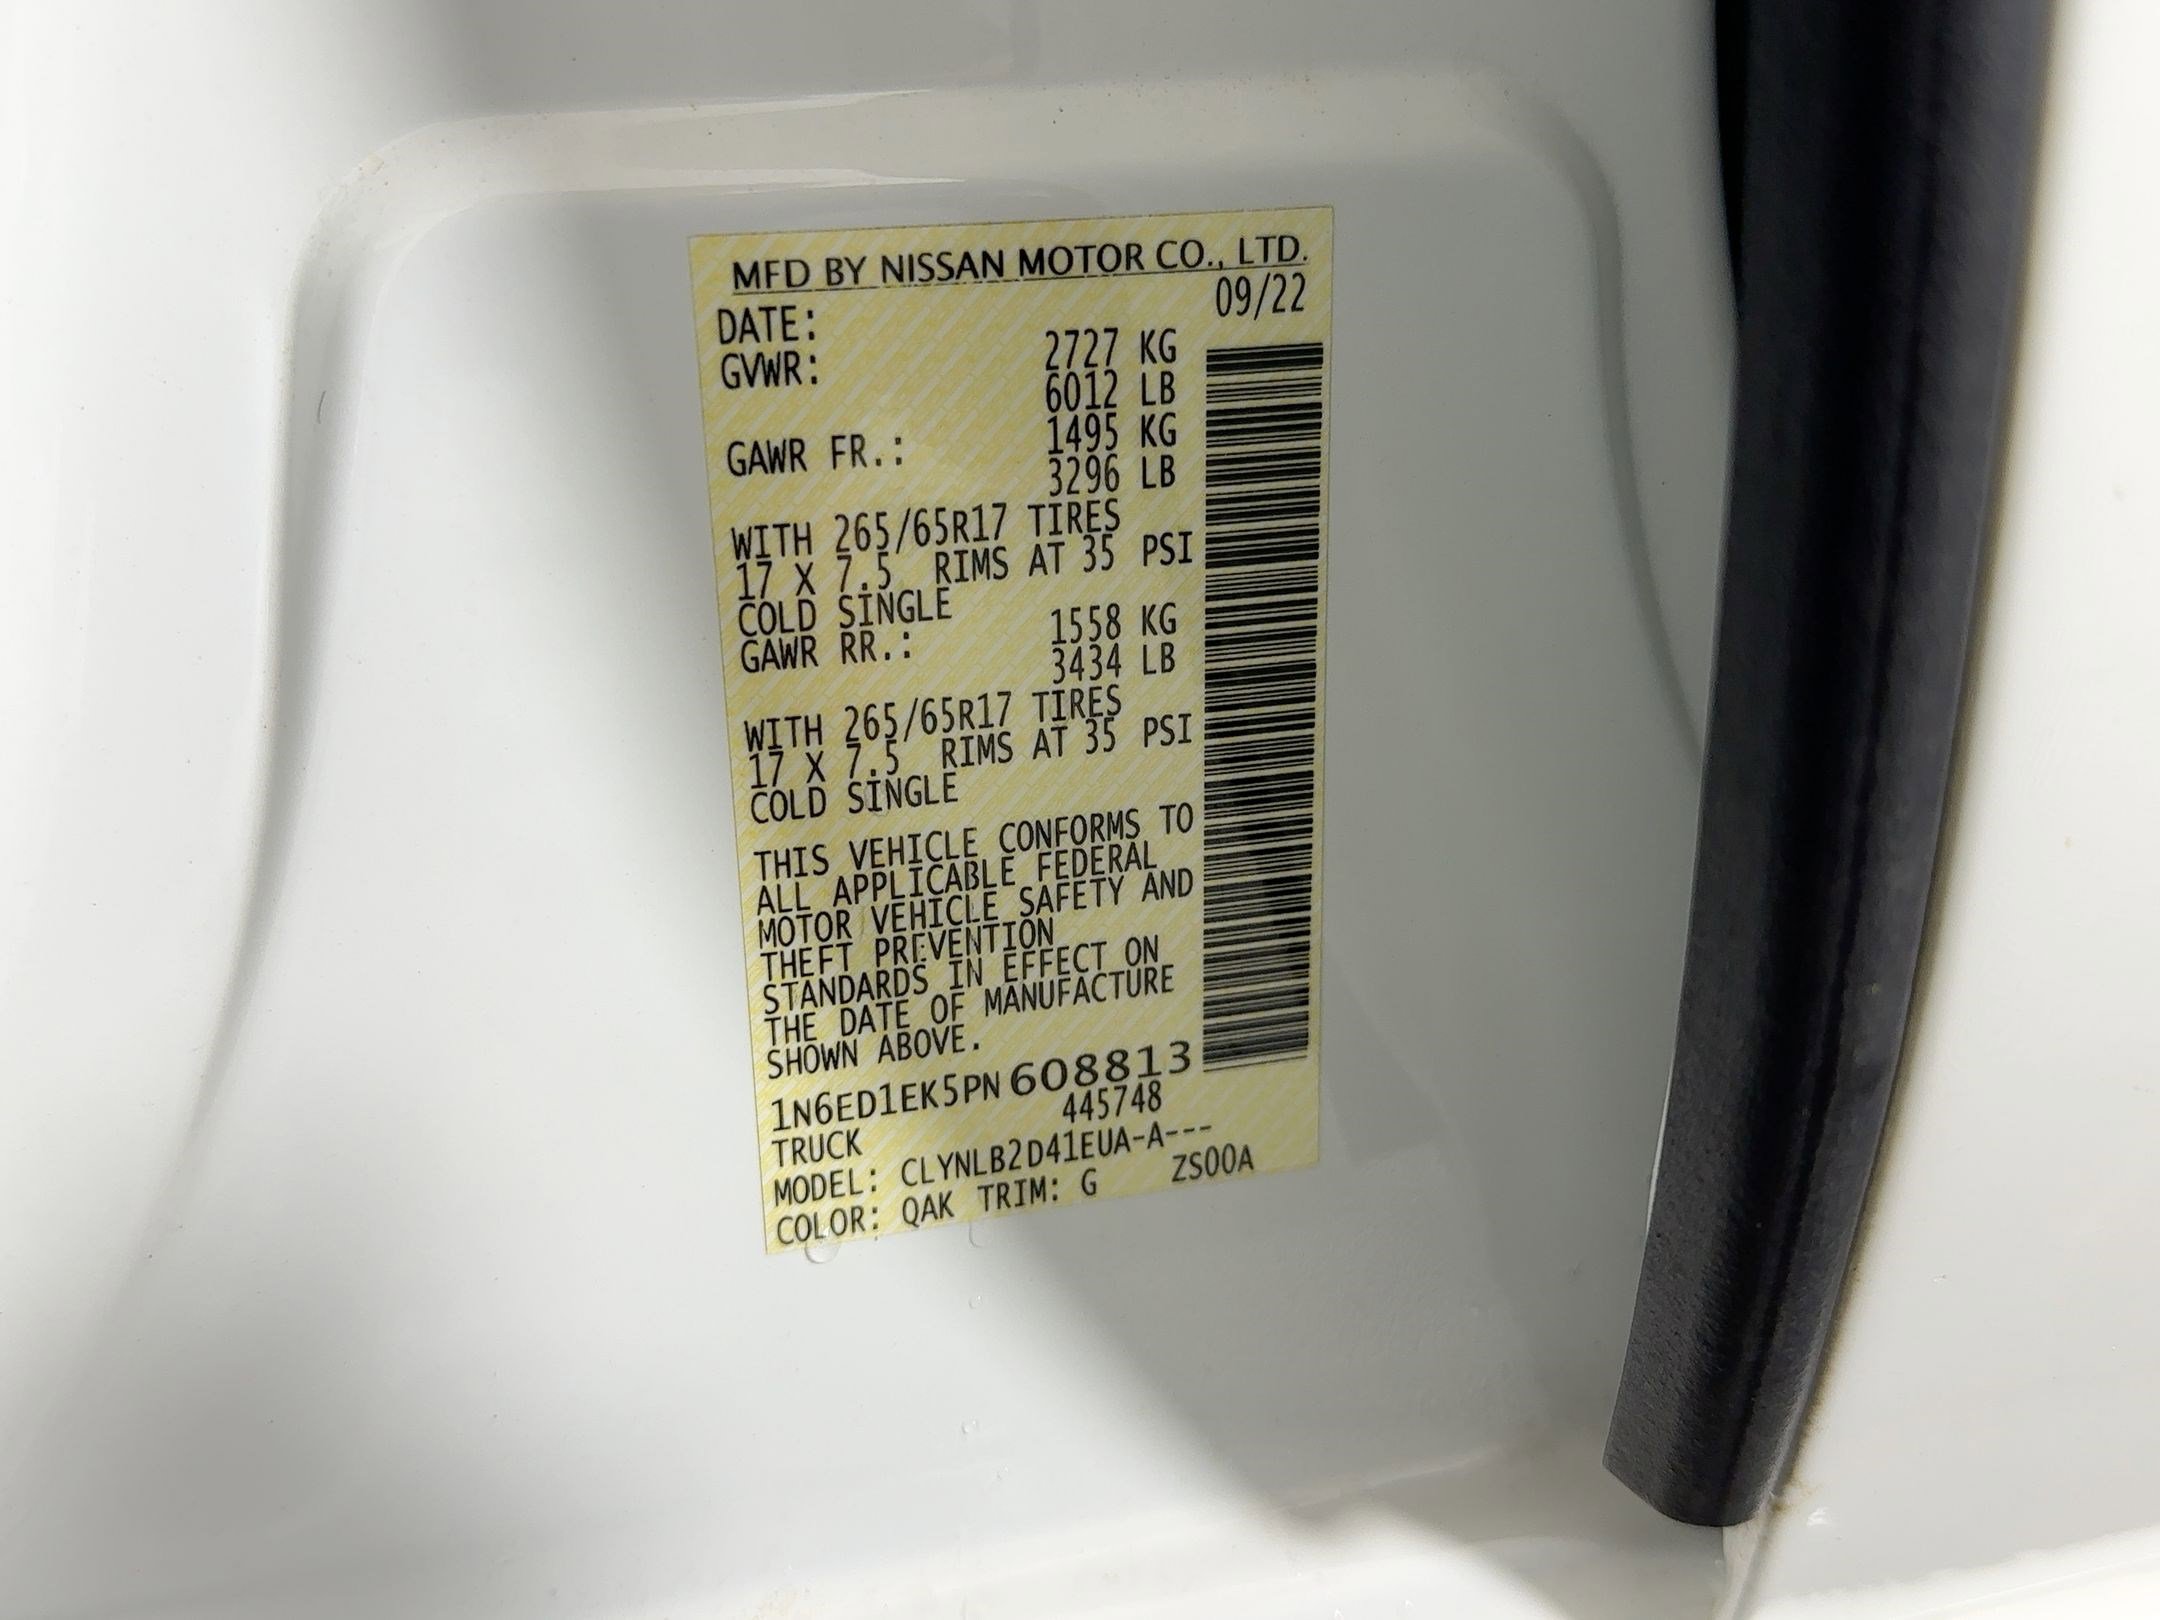 MFD BY NISSAN MOTOR CO., LTD.
DATE: 09/22
GVWR: 2727 KG
6012 LB
GAWR FR.: 1495 KG
3296 LB
WITH 265/65R17 TIRES
17 X 7.5 RIMS AT 35 PSI
COLD SINGLE
GAWR RR.: 1558 KG
3434 LB
WITH 265/65R17 TIRES
17 X 7.5 RIMS AT 35 PSI
COLD SINGLE
THIS VEHICLE CONFORMS TO
ALL APPLICABLE FEDERAL
MOTOR VEHICLE SAFETY AND
THEFT PREVENTION
STANDARDS IN EFFECT ON
THE DATE OF MANUFACTURE
SHOWN ABOVE.
1N6ED1EK5PN608813
TRUCK 445748
MODEL: CLYNLB2D41EUA-A---
COLOR: QAK TRIM: G ZS00A